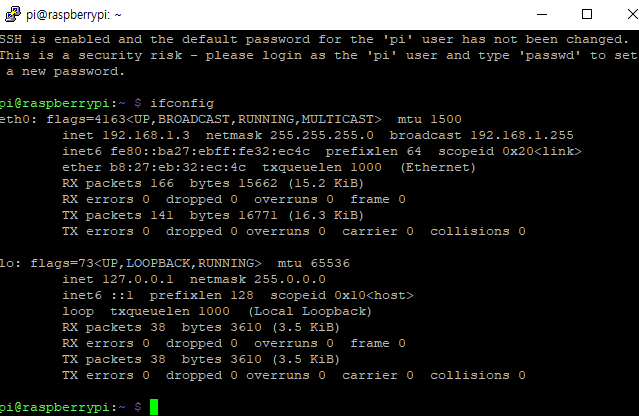 pi@raspberrypi: ~
SSH is enabled and the default password for the 'pi' user has not been changed.
This is a security risk - please login as the 'pi' user and type 'passwd' to set
a new password.
pi@raspberrypi:~ $ ifconfig
eth0: flags=4163<UP,BROADCAST,RUNNING,MULTICAST>  mtu 1500
inet 192.168.1.3  netmask 255.255.255.0  broadcast 192.168.1.255
inet6 fe80::ba27:ebff:fe32:ec4c  prefixlen 64  scopeid 0x20<link>
ether b8:27:eb:32:ec:4c  txqueuelen 1000  (Ethernet)
RX packets 166  bytes 15662 (15.2 KiB)
RX errors 0  dropped 0  overruns 0  frame 0
TX packets 141  bytes 16771 (16.3 KiB)
TX errors 0  dropped 0 overruns 0  carrier 0  collisions 0
lo: flags=73<UP,LOOPBACK,RUNNING>  mtu 65536
inet 127.0.0.1  netmask 255.0.0.0
inet6 ::1  prefixlen 128  scopeid 0x10<host>
loop  txqueuelen 1000  (Local Loopback)
RX packets 38  bytes 3610 (3.5 KiB)
RX errors 0  dropped 0  overruns 0  frame 0
TX packets 38  bytes 3610 (3.5 KiB)
TX errors 0  dropped 0 overruns 0  carrier 0  collisions 0
pi@raspberrypi:~ $